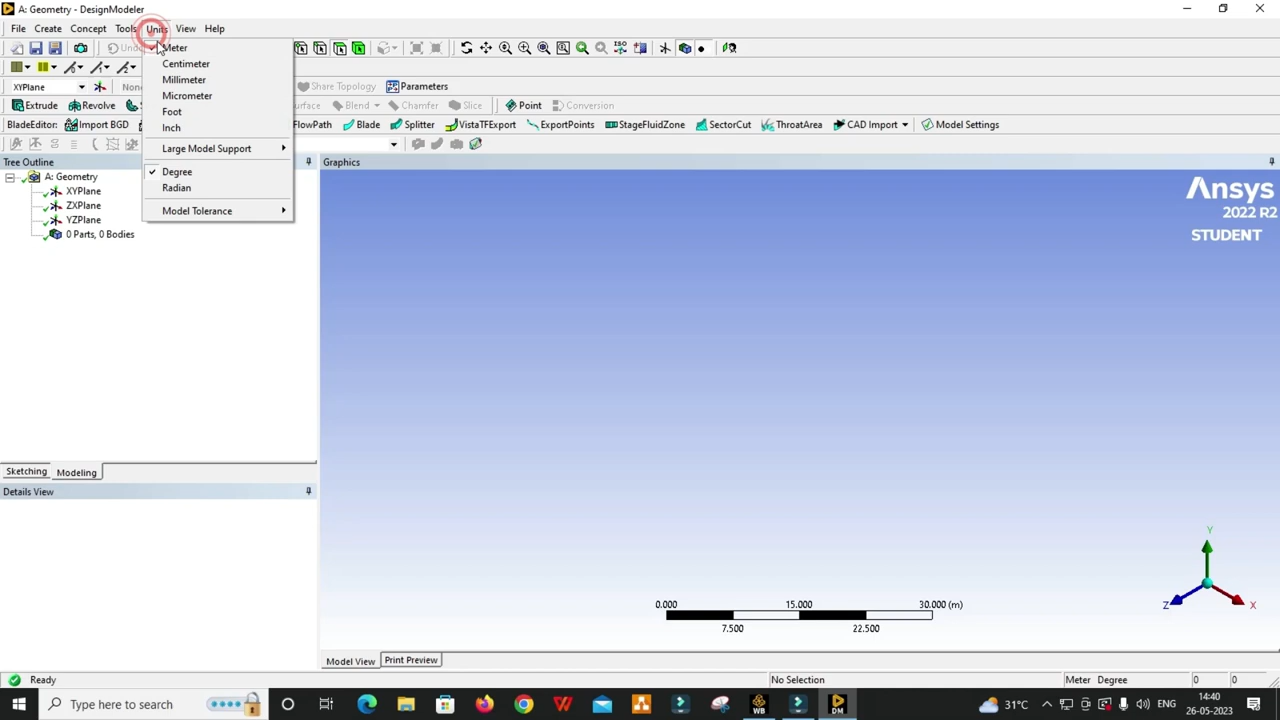 A: Geometry - DesignModeler
File Create Concept Tools Units View Help
Undo
Meter
Centimeter
Millimeter
Micrometer
Foot
Inch
Large Model Support
Degree
Radian
Model Tolerance
XYPlane
None
Share Topology Parameters
Extrude Revolve
Blend Chamfer Slice Point Conversion
BladeEditor: Import BGD
FlowPath Blade Splitter VistaTFExport ExportPoints StageFluidZone SectorCut ThroatArea CAD Import Model Settings
Tree Outline
A: Geometry
XYPlane
ZXPlane
YZPlane
0 Parts, 0 Bodies
Sketching Modeling
Details View
Graphics
Ansys
2022 R2
STUDENT
Y
Z
X
0.000 15.000 30.000 (m)
7.500 22.500
Model View Print Preview
Ready
No Selection
Meter Degree 0 0
Type here to search
WB
DM
31°C
ENG
14:40
26-05-2023